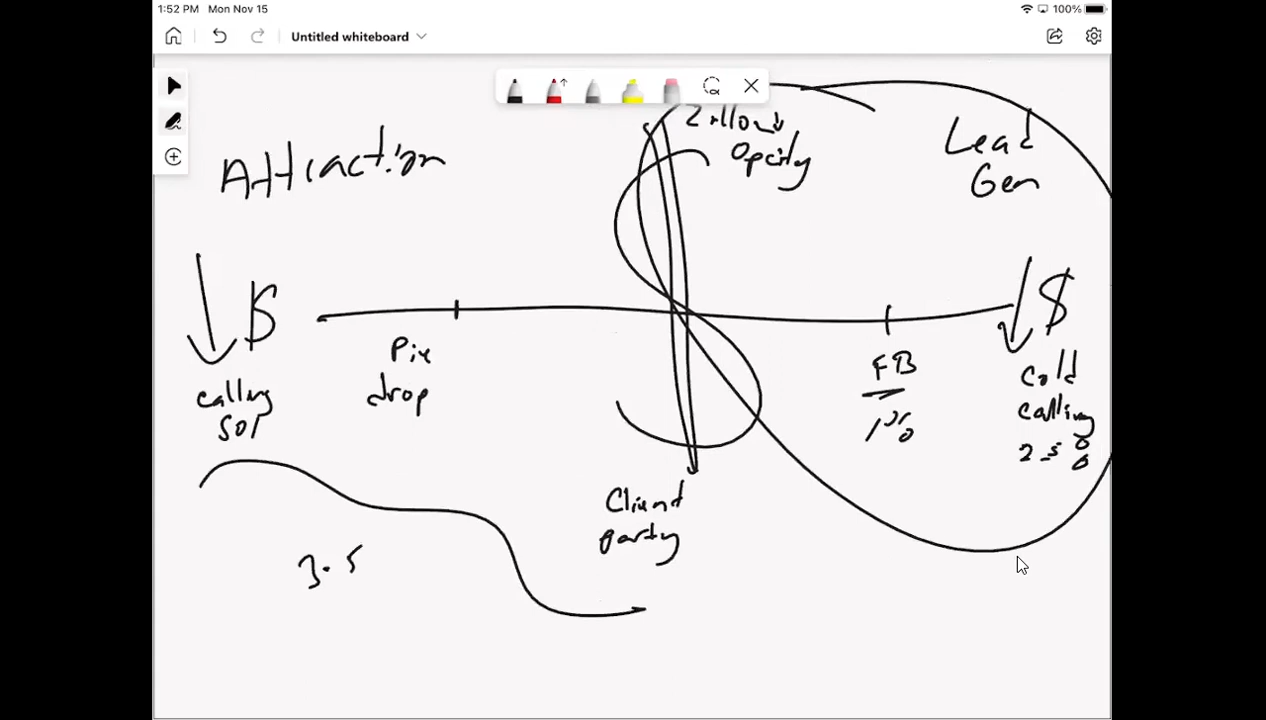 1:52 PM Mon Nov 15
100%
Untitled whiteboard
Attraction
Zillow
Opcity
Lead
Gen
$
$
Pie
drop
calling
SOI
FB
1%
Cold
calling
Client
party
3-5